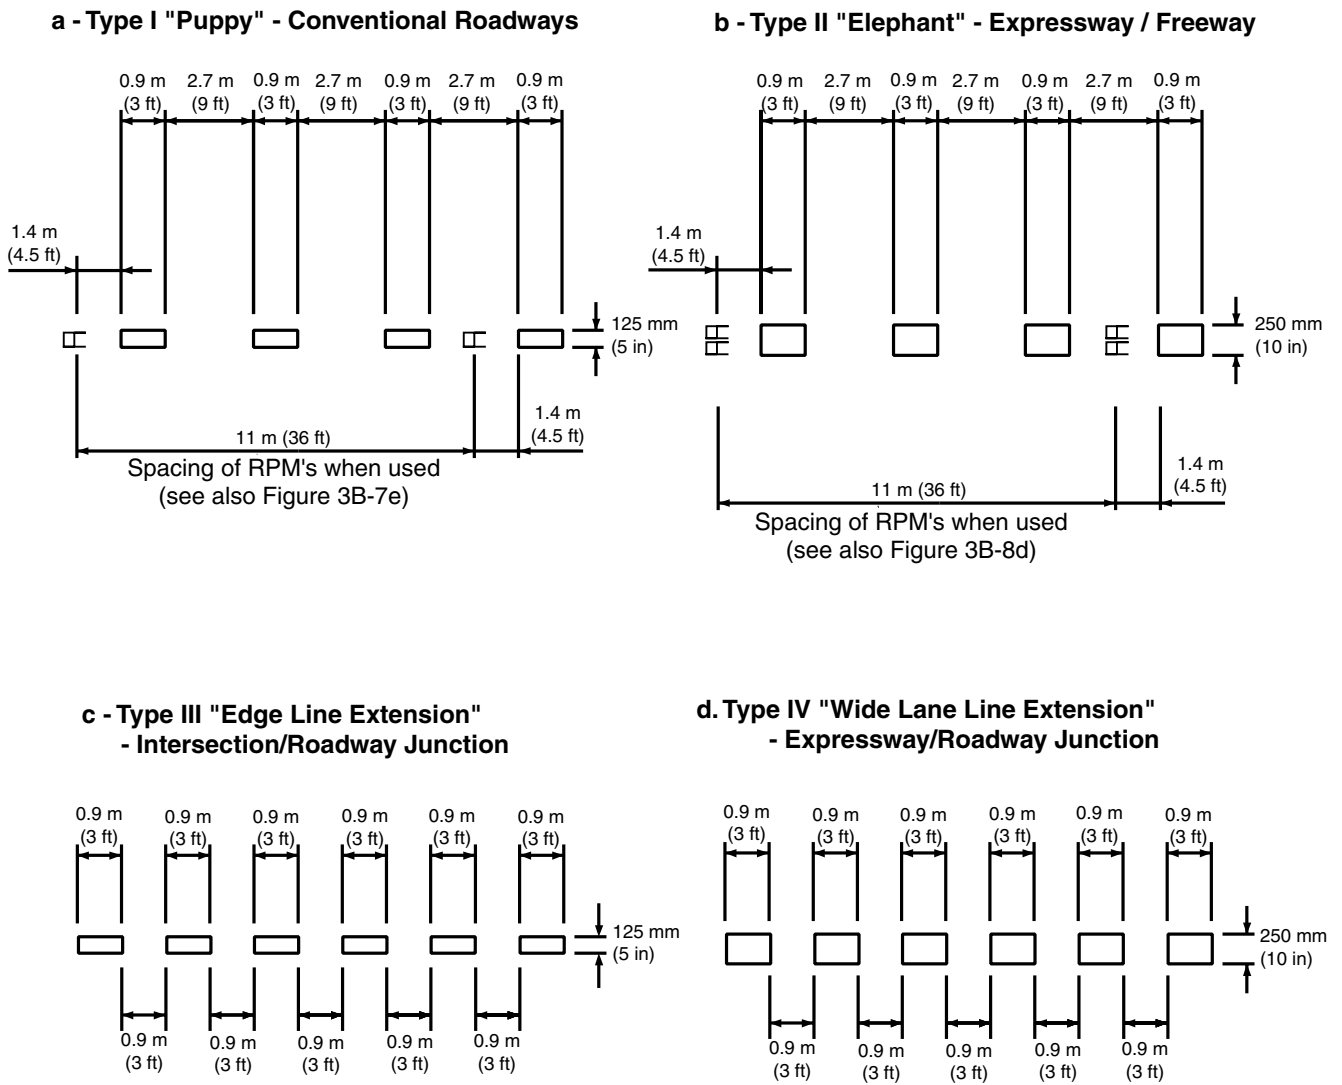 a - Type I "Puppy" - Conventional Roadways
0.9 m 2.7 m 0.9 m 2.7 m 0.9 m 2.7 m 0.9 m
(3 ft) (9 ft) (3 ft) (9 ft) (3 ft) (9 ft) (3 ft)
1.4 m
(4.5 ft)
125 mm
(5 in)
1.4 m
11 m (36 ft) (4.5 ft)
Spacing of RPM's when used
(see also Figure 3B-7e)
b - Type II "Elephant" - Expressway / Freeway
0.9 m 2.7 m 0.9 m 2.7 m 0.9 m 2.7 m 0.9 m
(3 ft) (9 ft) (3 ft) (9 ft) (3 ft) (9 ft) (3 ft)
1.4 m
(4.5 ft)
250 mm
(10 in)
1.4 m
11 m (36 ft) (4.5 ft)
Spacing of RPM's when used
(see also Figure 3B-8d)
c - Type III "Edge Line Extension"
- Intersection/Roadway Junction
0.9 m 0.9 m 0.9 m 0.9 m 0.9 m 0.9 m
(3 ft) (3 ft) (3 ft) (3 ft) (3 ft) (3 ft)
125 mm
(5 in)
0.9 m 0.9 m 0.9 m 0.9 m 0.9 m
(3 ft) (3 ft) (3 ft) (3 ft) (3 ft)
d. Type IV "Wide Lane Line Extension"
- Expressway/Roadway Junction
0.9 m 0.9 m 0.9 m 0.9 m 0.9 m 0.9 m
(3 ft) (3 ft) (3 ft) (3 ft) (3 ft) (3 ft)
250 mm
(10 in)
0.9 m 0.9 m 0.9 m 0.9 m 0.9 m
(3 ft) (3 ft) (3 ft) (3 ft) (3 ft)